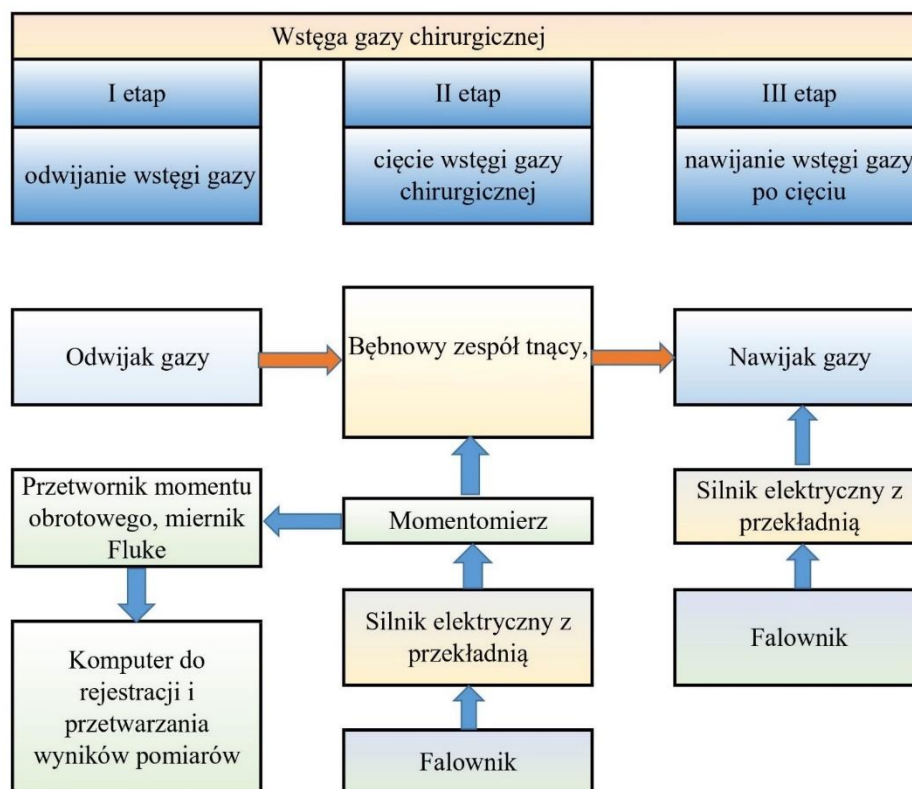 Wstęga gazy chirurgicznej
I etap
II etap
III etap
odwijanie wstęgi gazy
cięcie wstęgi gazy
chirurgicznej
nawijanie wstęgi gazy
po cięciu
Odwijak gazy
Bębnowy zespół tnący,
Nawijak gazy
Przetwornik momentu
obrotowego, miernik
Fluke
Momentomierz
Silnik elektryczny z
przekładnią
Silnik elektryczny z
przekładnią
Falownik
Komputer do
rejestracji i
przetwarzania
wyników pomiarów
Falownik